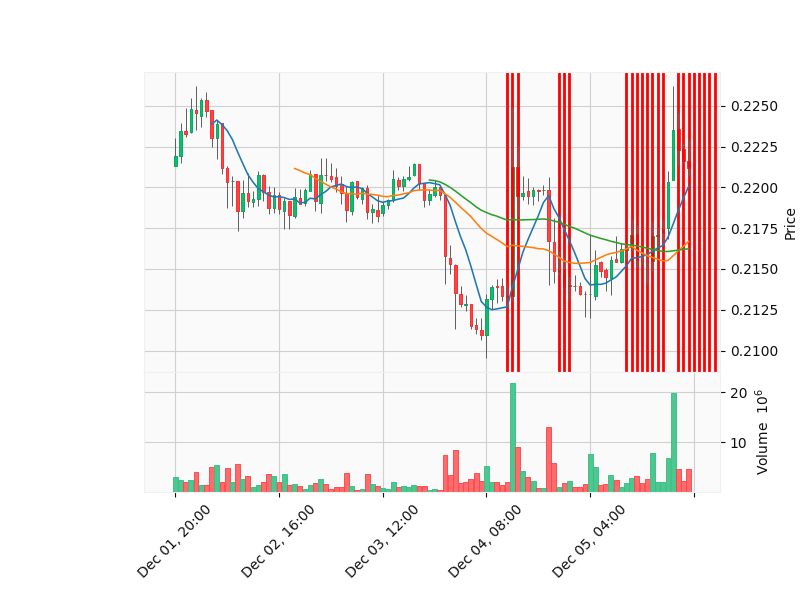 0.2250
0.2225
0.2200
0.2175
0.2150
0.2125
0.2100
Price
20
10
Volume 10⁶
Dec 01, 20:00
Dec 02, 16:00
Dec 03, 12:00
Dec 04, 08:00
Dec 05, 04:00